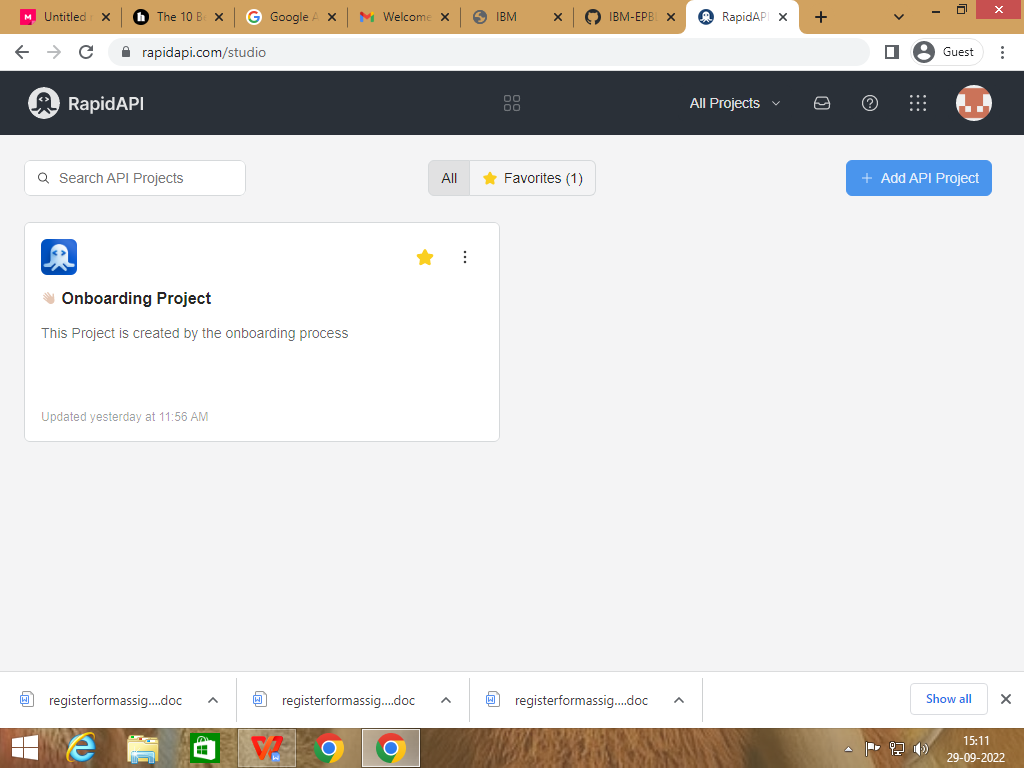 Untitled
The 10 B
Google A
Welcome
IBM
IBM-EPB
RapidAPI
rapidapi.com/studio
Guest
RapidAPI
All Projects
Search API Projects
All
Favorites (1)
+ Add API Project
Onboarding Project
This Project is created by the onboarding process
Updated yesterday at 11:56 AM
registerformassig....doc
registerformassig....doc
registerformassig....doc
Show all
15:11
29-09-2022